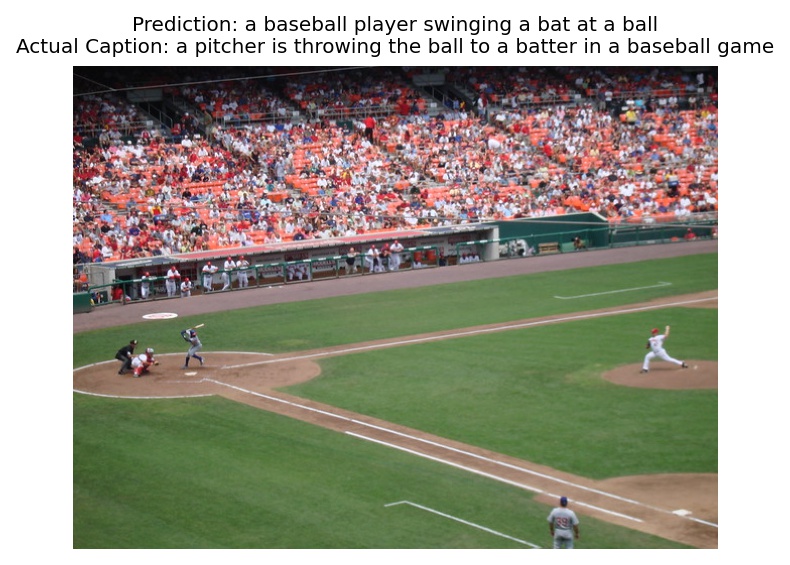 Prediction: a baseball player swinging a bat at a ball
Actual Caption: a pitcher is throwing the ball to a batter in a baseball game